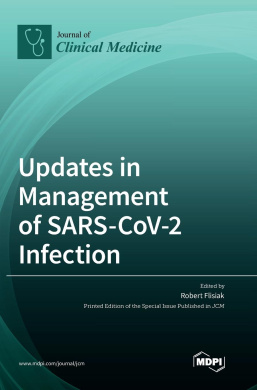 Journal of
Clinical Medicine
Updates in
Management
of SARS-CoV-2
Infection
Edited by
Robert Flisiak
Printed Edition of the Special Issue Published in JCM
www.mdpi.com/journal/jcm
MDPI